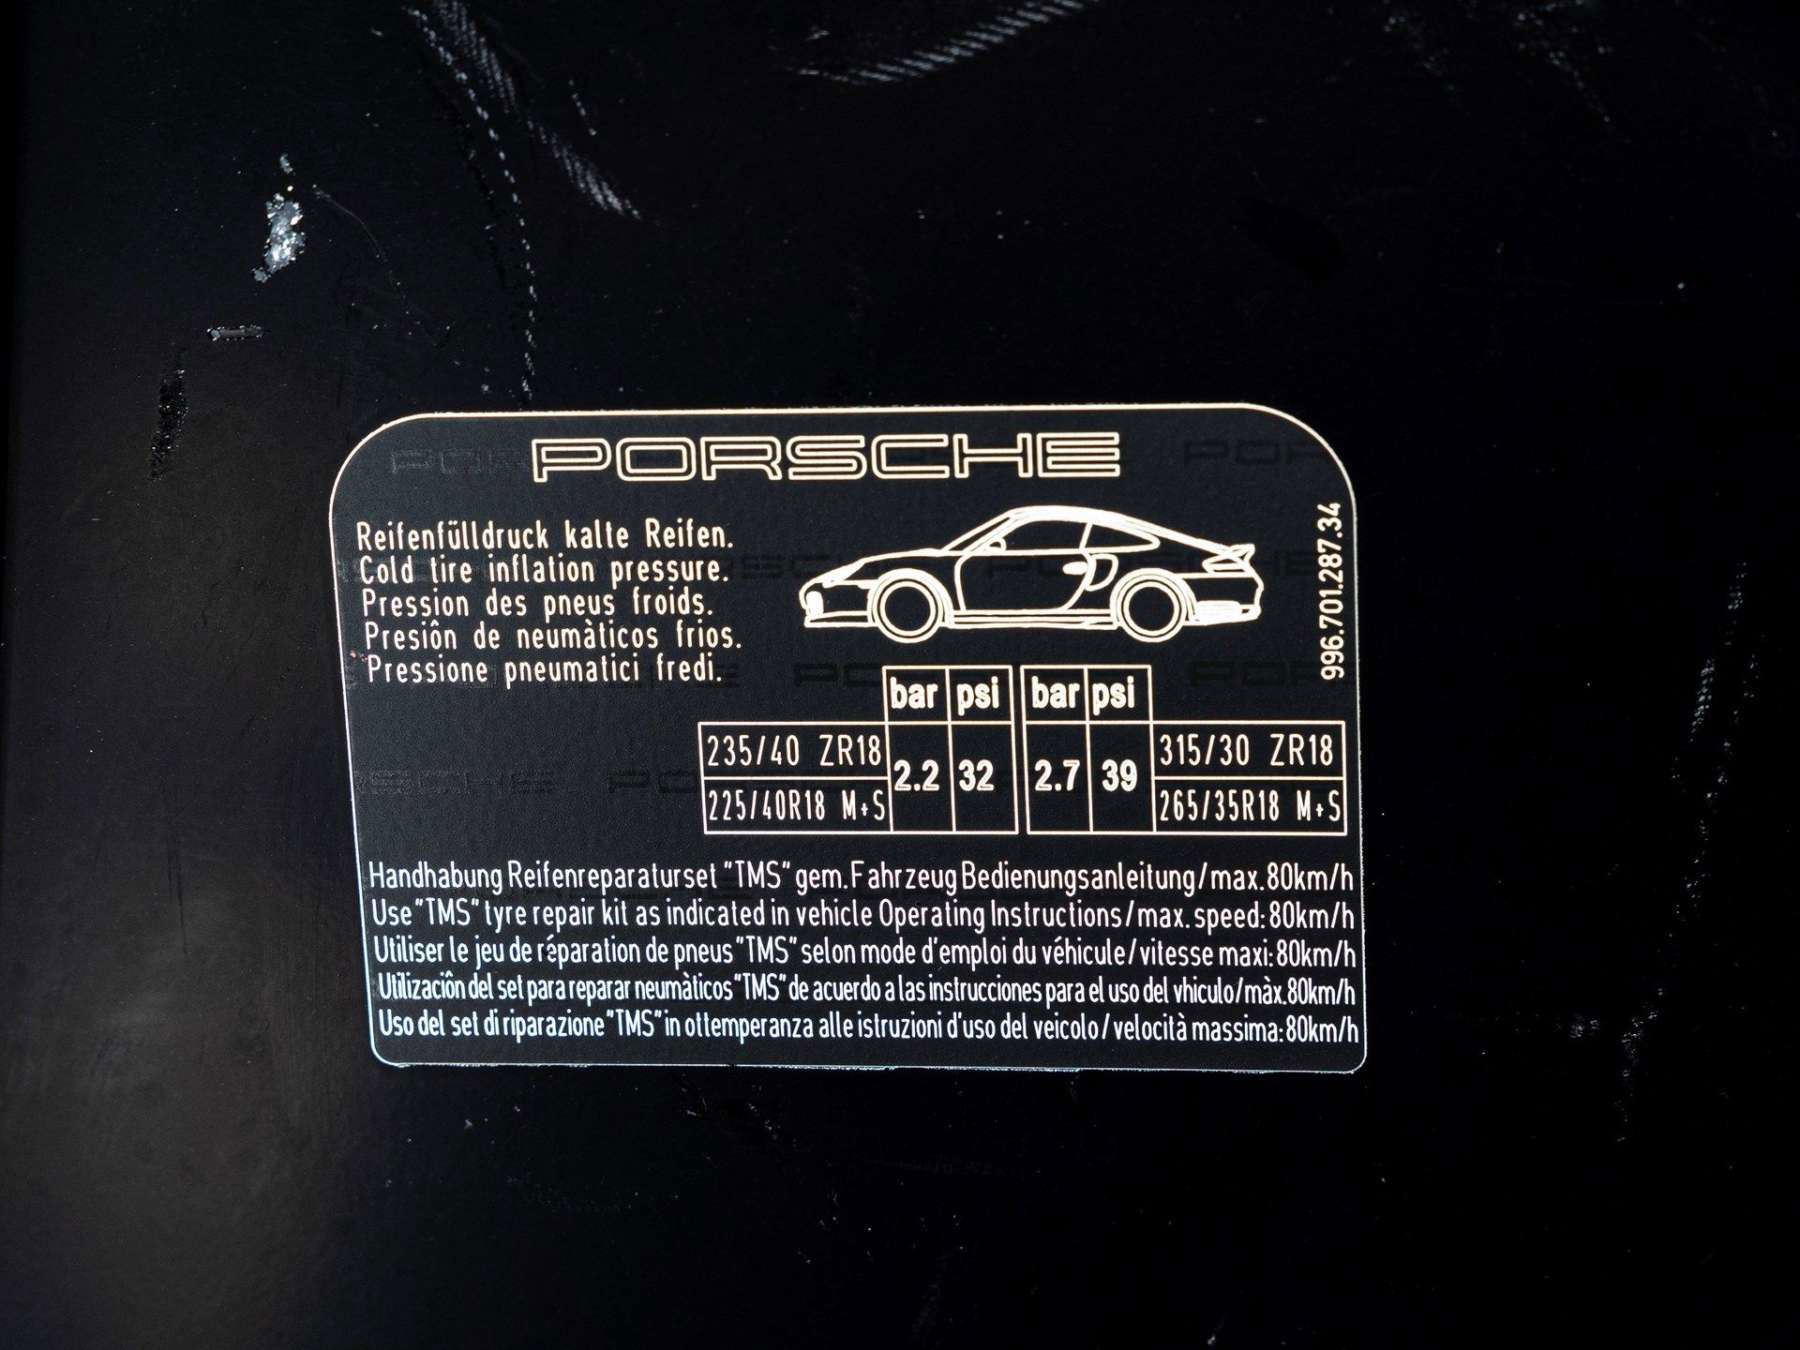 PORSCHE
Reifenfülldruck kalte Reifen.
Cold tire inflation pressure.
Pression des pneus froids.
Presiôn de neumàticos frios.
Pressione pneumatici fredi.
996.701.287.34
bar psi bar psi
235/40 ZR18 2.2 32 2.7 39 315/30 ZR18
225/40R18 M+S 265/35R18 M+S
Handhabung Reifenreparaturset "TMS" gem. Fahrzeug Bedienungsanleitung/max. 80km/h
Use "TMS" tyre repair kit as indicated in vehicle Operating Instructions/max. speed: 80km/h
Utiliser le jeu de réparation de pneus "TMS" selon mode d'emploi du véhicule/vitesse maxi: 80km/h
Utilizaciôn del set para reparar neumàticos "TMS" de acuerdo a las instrucciones para el uso del vhiculo/màx. 80km/h
Uso del set di riparazione "TMS" in ottemperanza alle istruzioni d'uso del veicolo/velocità massima: 80km/h